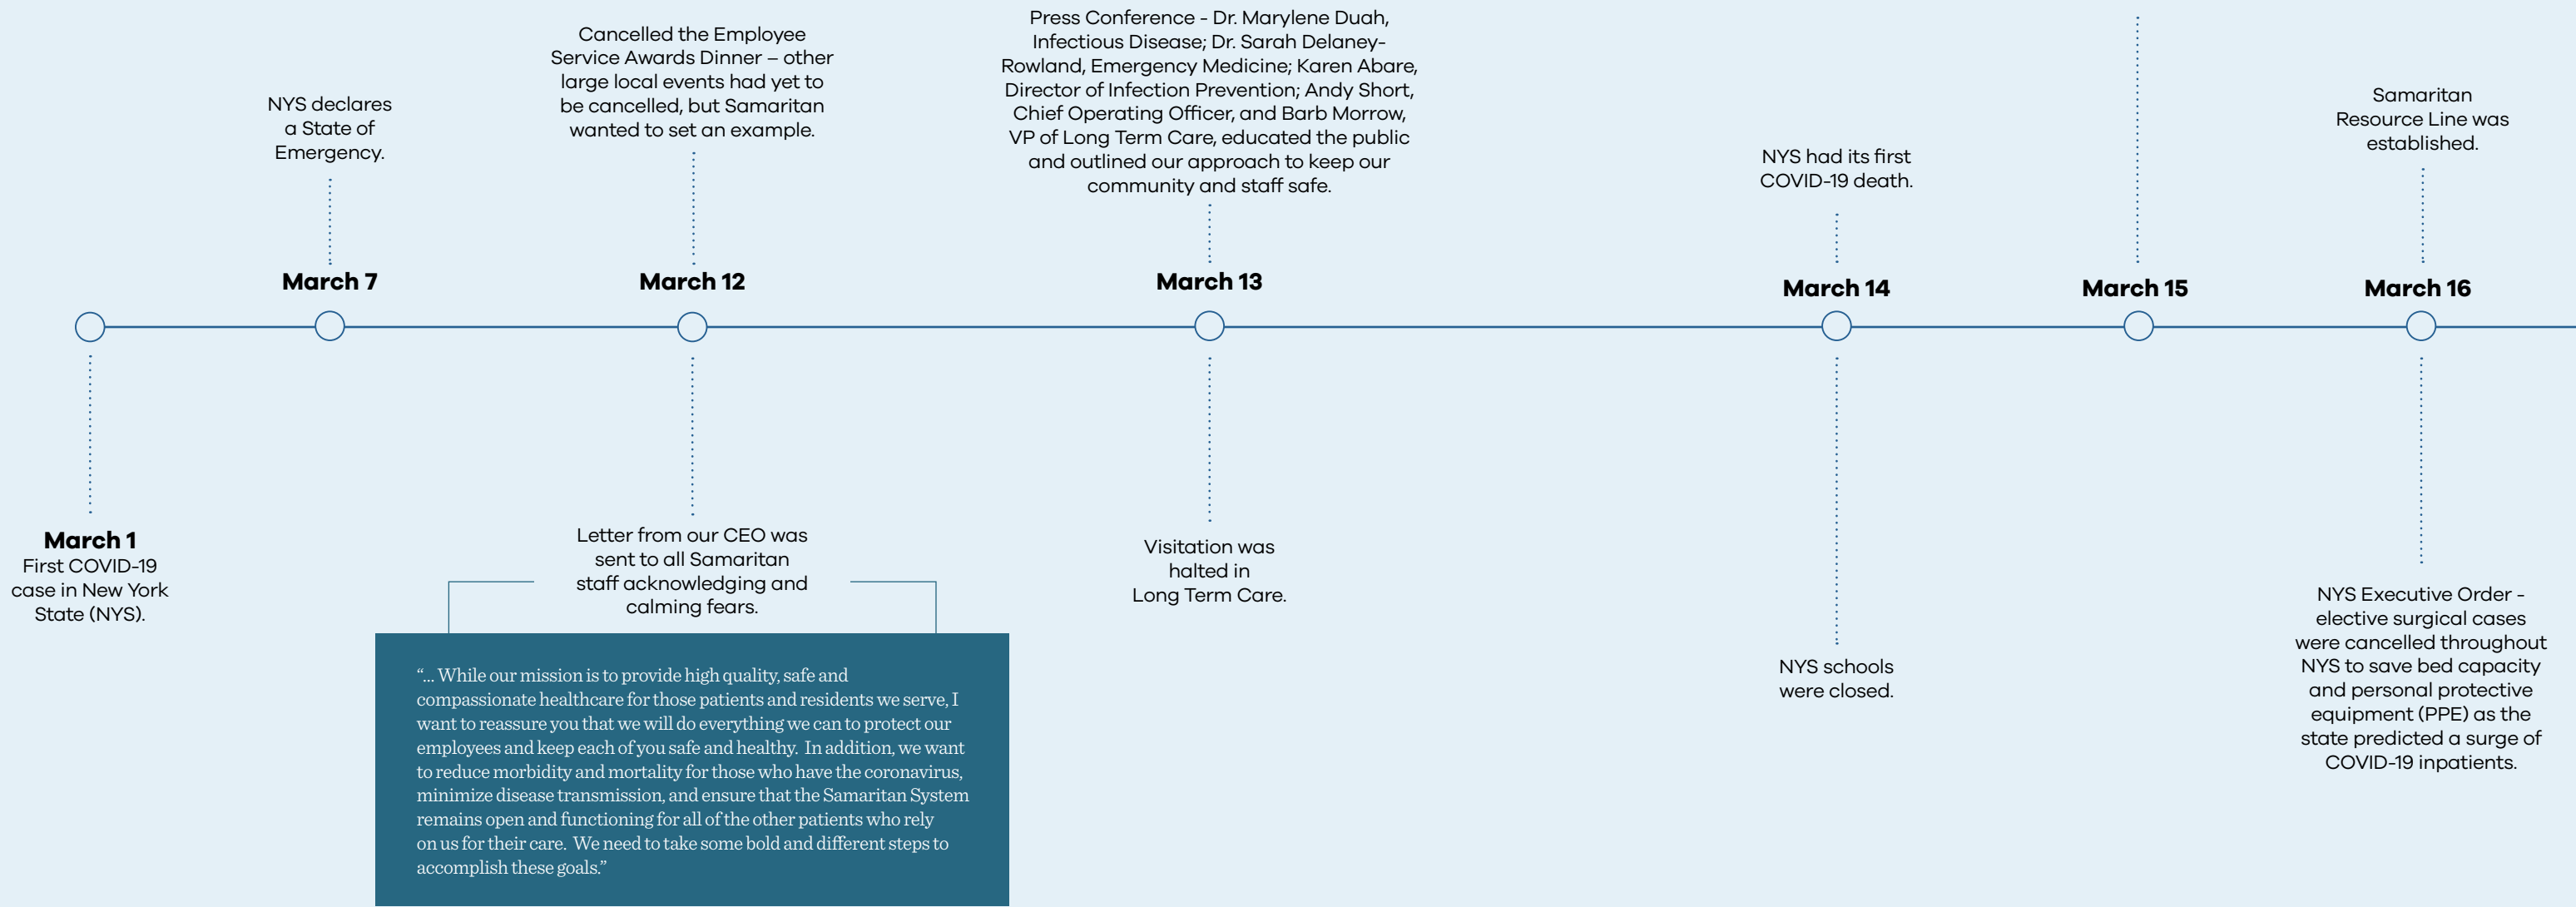 March 1
First COVID-19
case in New York
State (NYS).
NYS declares
a State of
Emergency.
March 7
Cancelled the Employee
Service Awards Dinner – other
large local events had yet to
be cancelled, but Samaritan
wanted to set an example.
March 12
Letter from our CEO was
sent to all Samaritan
staff acknowledging and
calming fears.
“... While our mission is to provide high quality, safe and
compassionate healthcare for those patients and residents we serve, I
want to reassure you that we will do everything we can to protect our
employees and keep each of you safe and healthy.  In addition, we want
to reduce morbidity and mortality for those who have the coronavirus,
minimize disease transmission, and ensure that the Samaritan System
remains open and functioning for all of the other patients who rely
on us for their care.  We need to take some bold and different steps to
accomplish these goals.”
Press Conference - Dr. Marylene Duah,
Infectious Disease; Dr. Sarah Delaney-
Rowland, Emergency Medicine; Karen Abare,
Director of Infection Prevention; Andy Short,
Chief Operating Officer, and Barb Morrow,
VP of Long Term Care, educated the public
and outlined our approach to keep our
community and staff safe.
March 13
Visitation was
halted in
Long Term Care.
NYS had its first
COVID-19 death.
March 14
NYS schools
were closed.
March 15
Samaritan
Resource Line was
established.
March 16
NYS Executive Order -
elective surgical cases
were cancelled throughout
NYS to save bed capacity
and personal protective
equipment (PPE) as the
state predicted a surge of
COVID-19 inpatients.